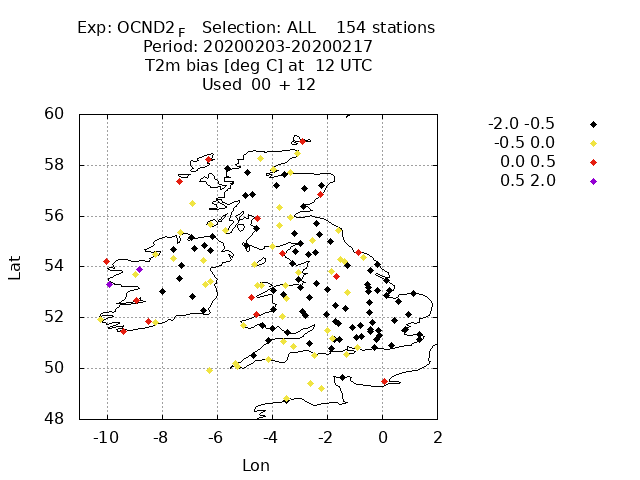 Exp: OCND2F Selection: ALL 154 stations
Period: 20200203-20200217
T2m bias [deg C] at 12 UTC
Used 00 + 12
-2.0 -0.5
-0.5 0.0
0.0 0.5
0.5 2.0
60
58
56
54
52
50
48
Lat
-10 -8 -6 -4 -2 0 2
Lon